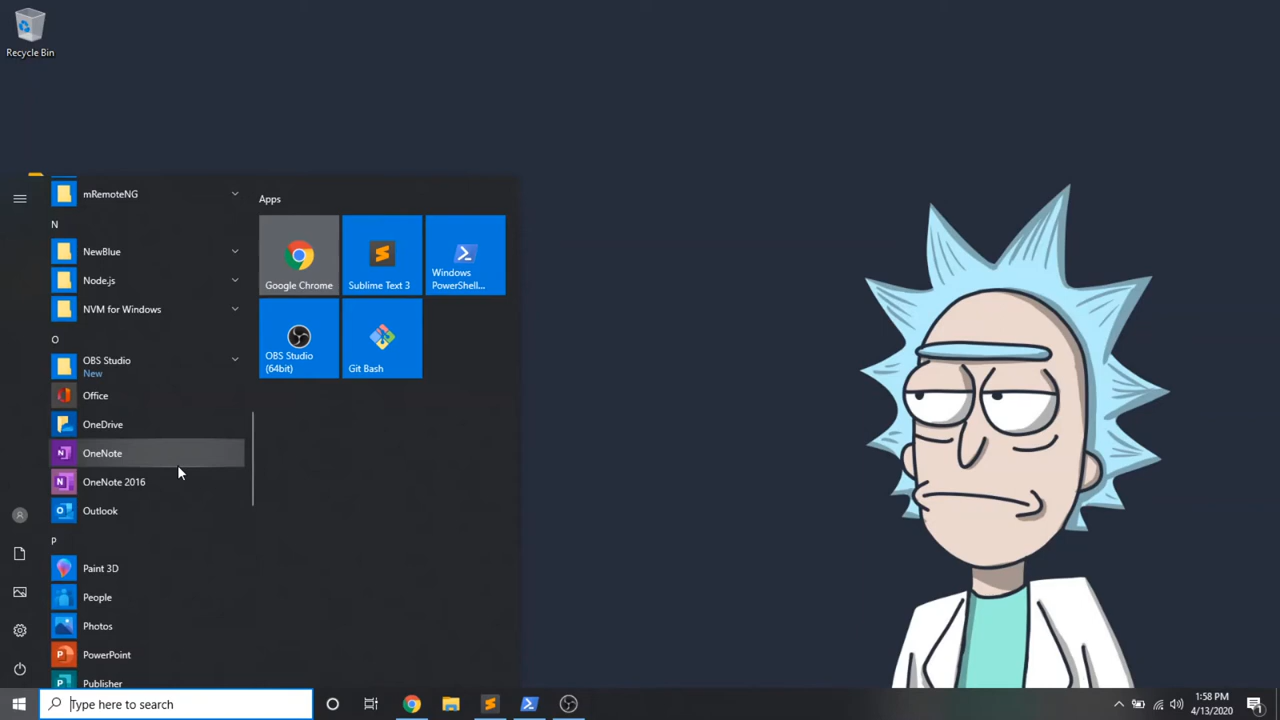 Recycle Bin
mRemoteNG
N
NewBlue
Node.js
NVM for Windows
O
OBS Studio
New
Office
OneDrive
OneNote
OneNote 2016
Outlook
P
Paint 3D
People
Photos
PowerPoint
Publisher
Apps
Google Chrome
Sublime Text 3
Windows
PowerShell...
OBS Studio
(64bit)
Git Bash
Type here to search
1:58 PM
4/13/2020
1